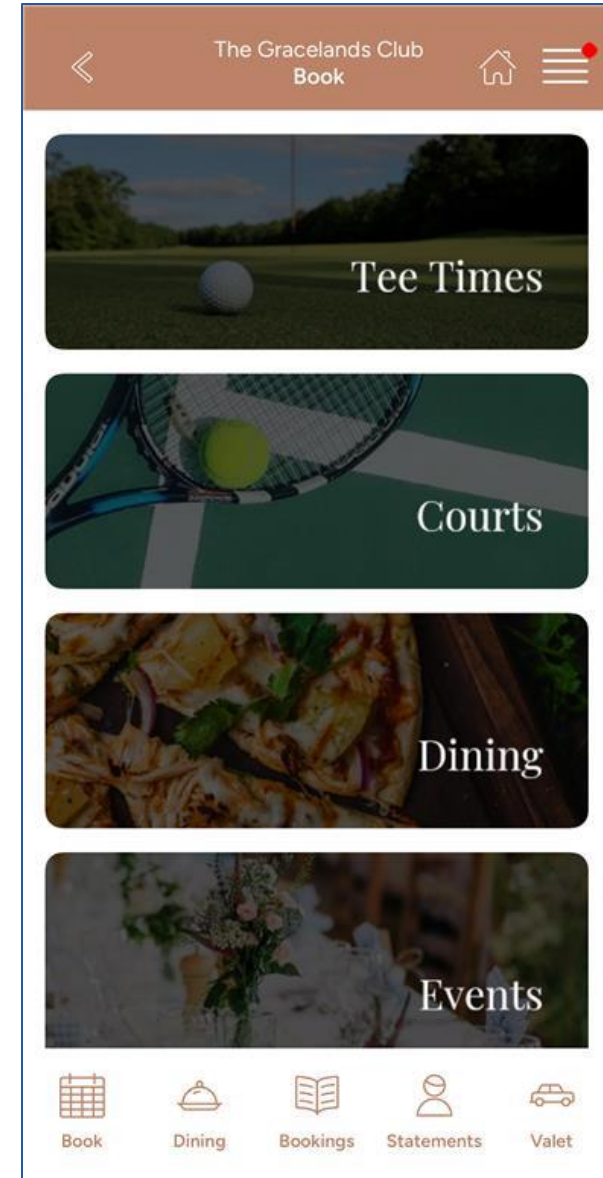 The Gracelands Club
Book
Tee Times
Courts
Dining
Events
Book Dining Bookings Statements Valet